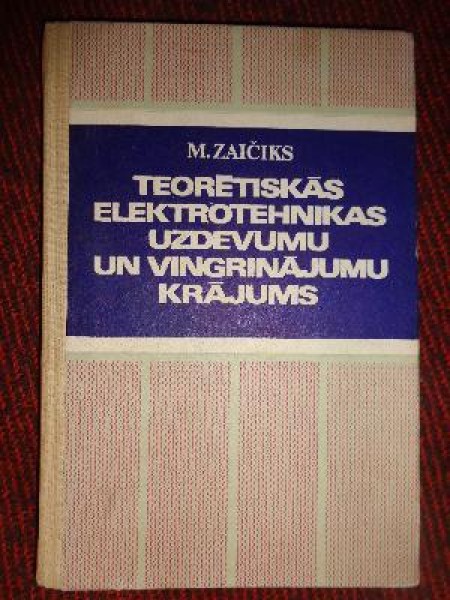 M. ZAIČIKS
TEORĒTISKĀS
ELEKTROTEHNIKAS
UZDEVUMU
UN VINGRINĀJUMU
KRĀJUMS